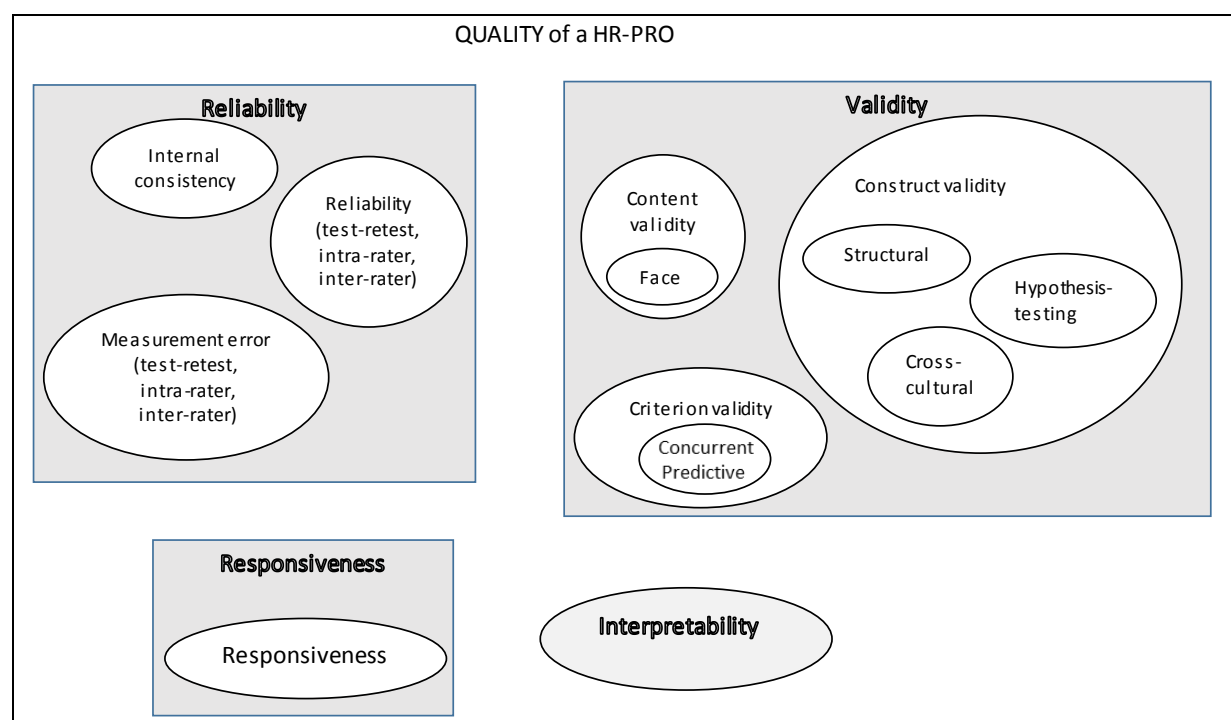 QUALITY of a HR-PRO
Reliability
Internal
consistency
Reliability
(test-retest,
intra-rater,
inter-rater)
Measurement error
(test-retest,
intra-rater,
inter-rater)
Validity
Content
validity
Face
Construct validity
Structural
Hypothesis-
testing
Cross-
cultural
Criterion validity
Concurrent
Predictive
Responsiveness
Responsiveness
Interpretability